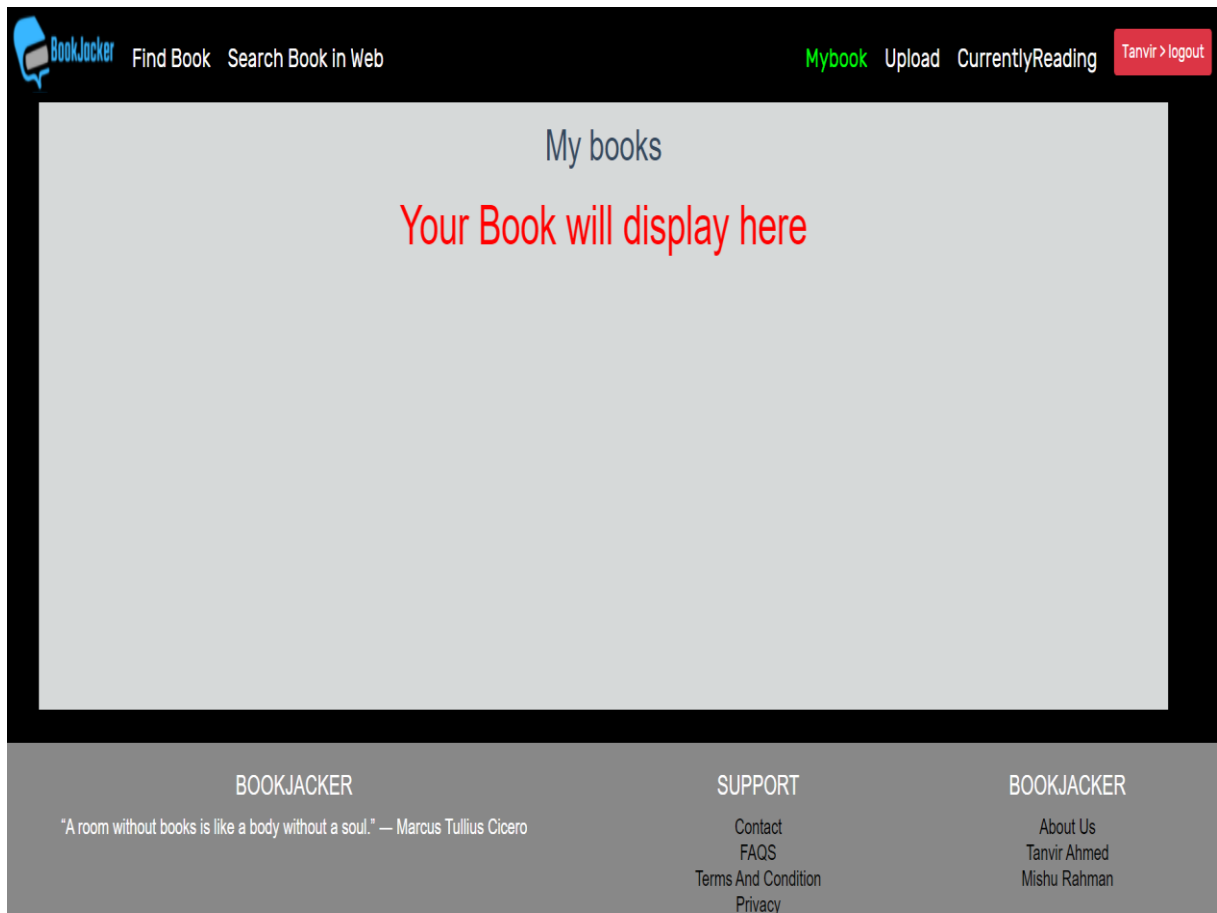 BookJacker
Find Book Search Book in Web Mybook Upload CurrentlyReading Tanvir > logout
My books
Your Book will display here
BOOKJACKER
“A room without books is like a body without a soul.” — Marcus Tullius Cicero
SUPPORT
Contact
FAQS
Terms And Condition
Privacy
BOOKJACKER
About Us
Tanvir Ahmed
Mishu Rahman